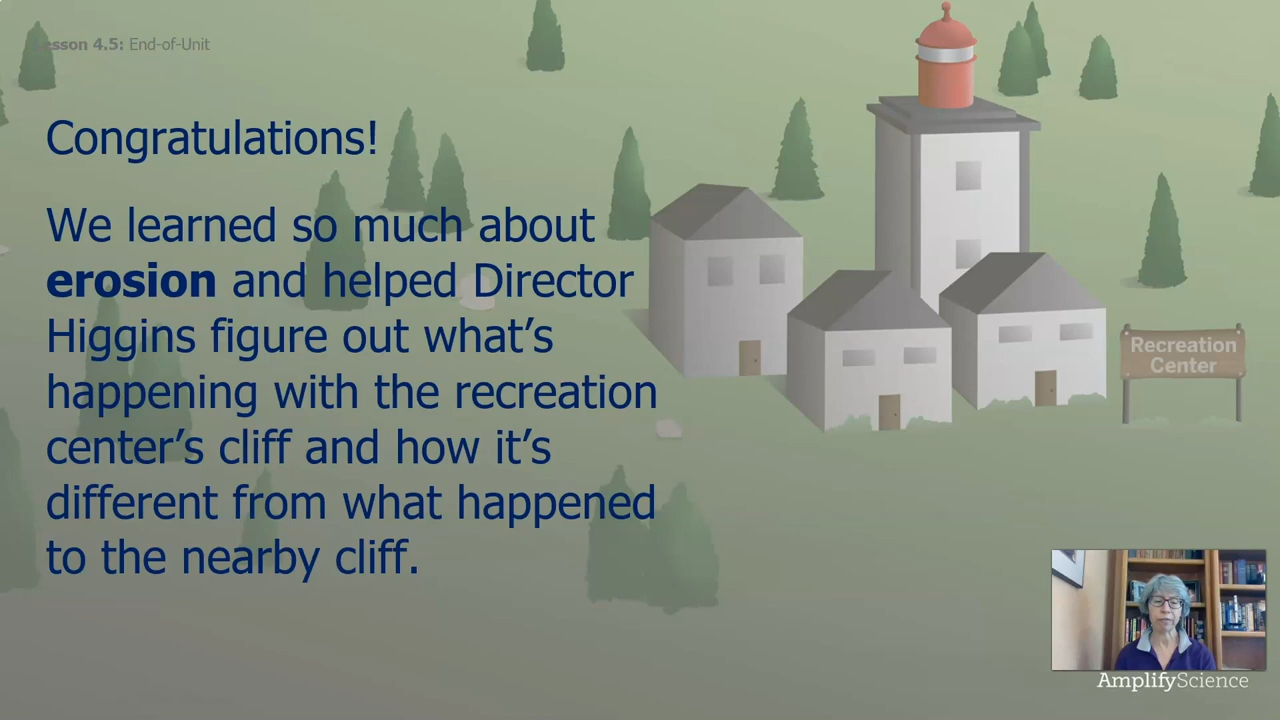 Lesson 4.5: End-of-Unit
Congratulations!
We learned so much about
erosion and helped Director
Higgins figure out what's
happening with the recreation
center's cliff and how it's
different from what happened
to the nearby cliff.
Recreation
Center
AmplifyScience